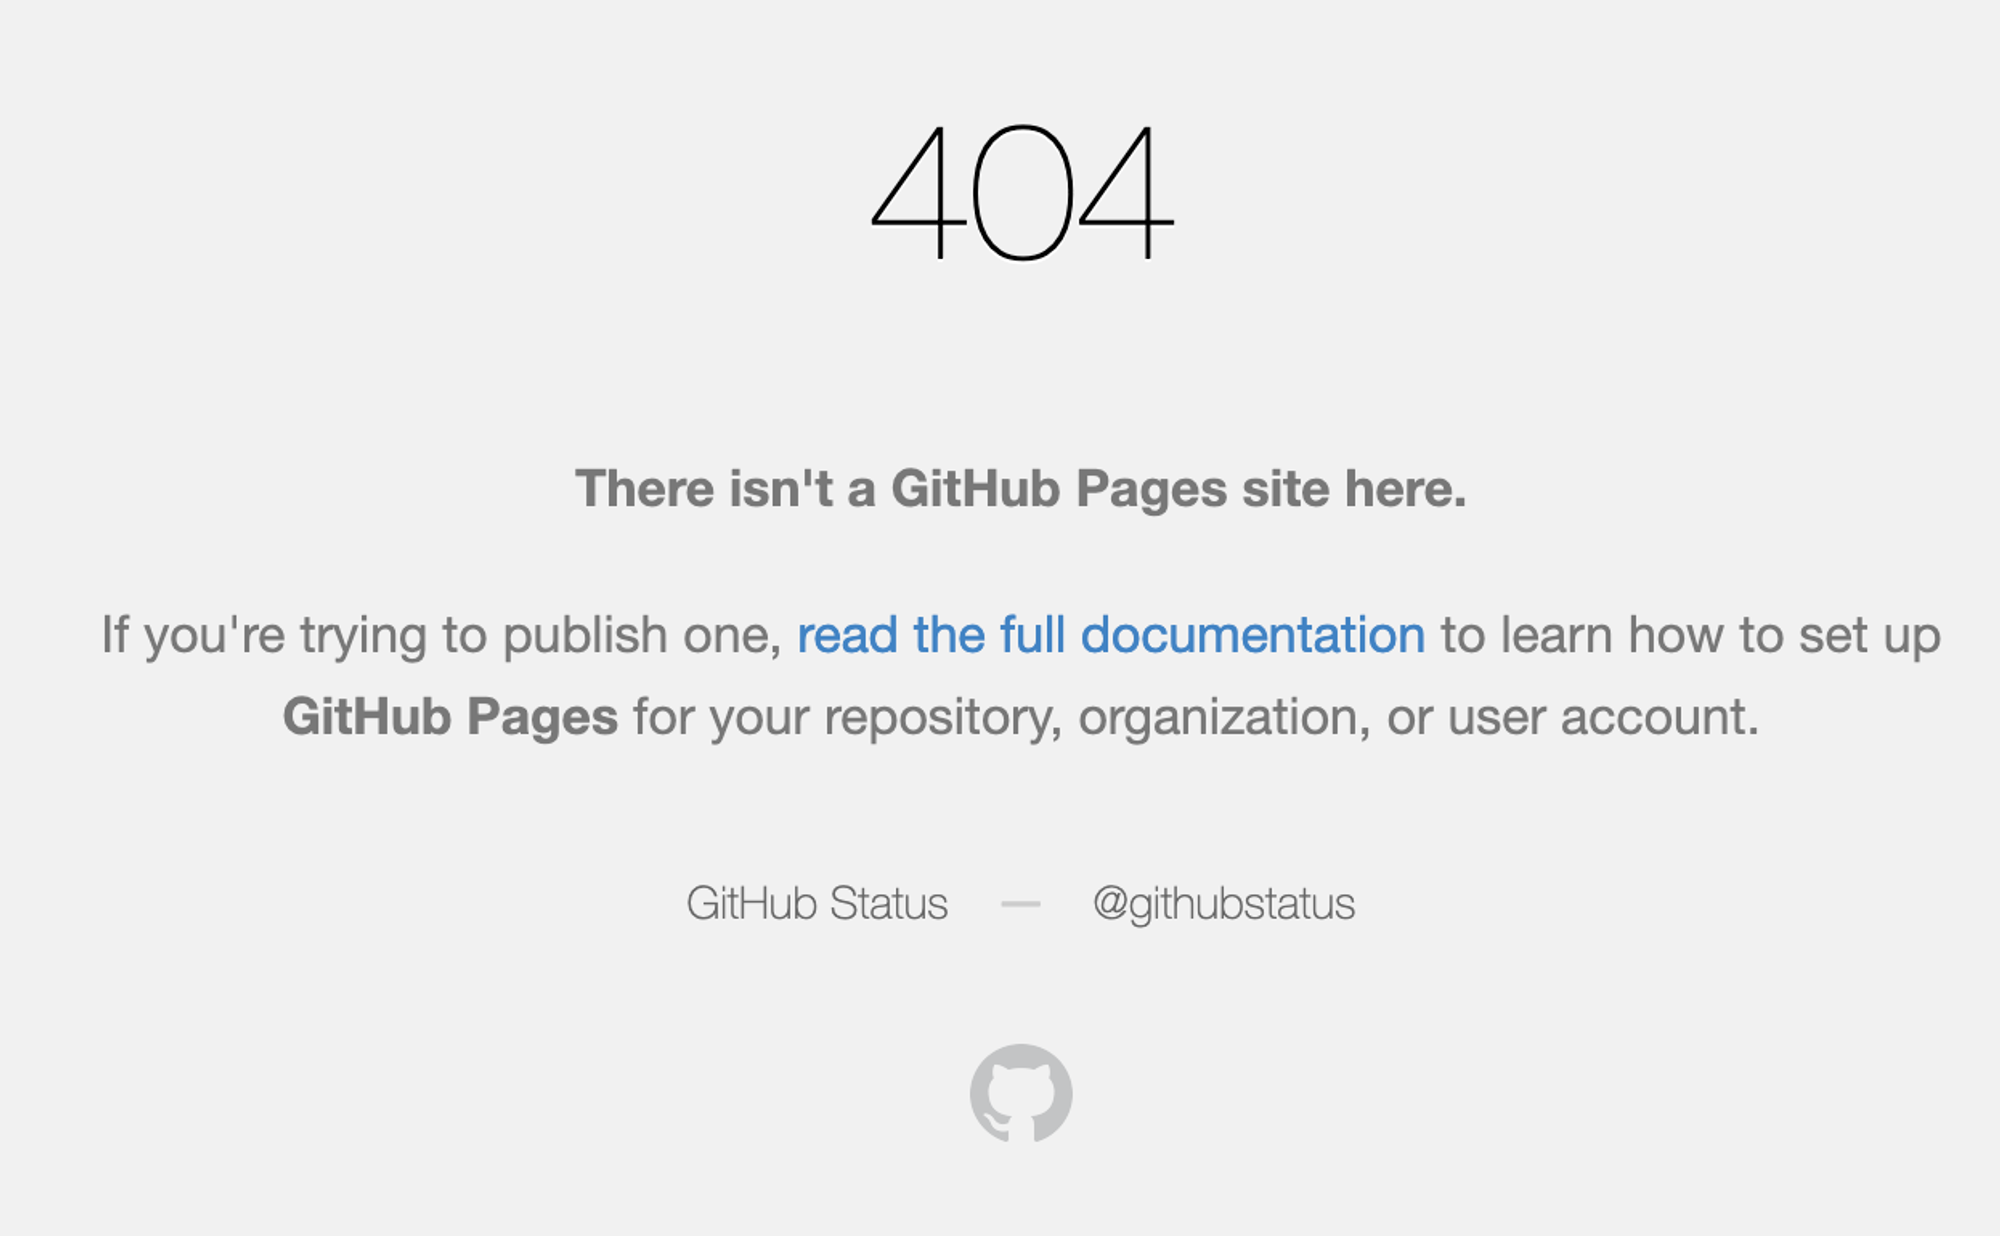 404
There isn't a GitHub Pages site here.
If you're trying to publish one, read the full documentation to learn how to set up
GitHub Pages for your repository, organization, or user account.
GitHub Status — @githubstatus